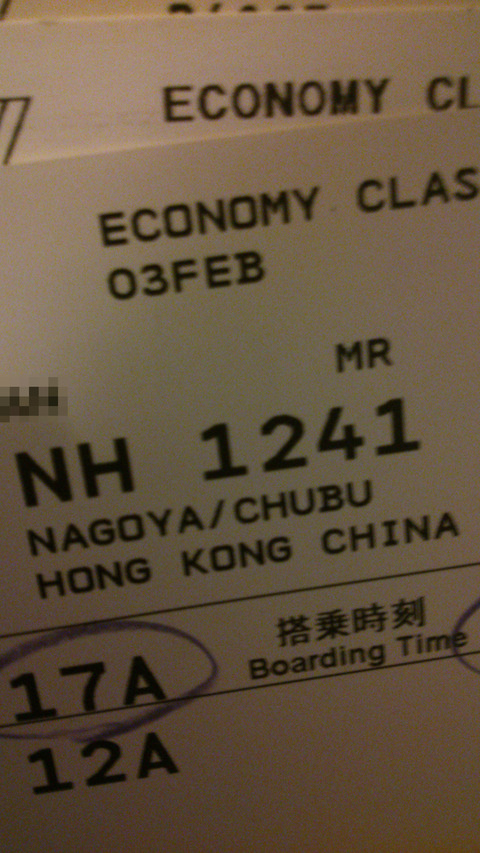 ECONOMY CL
ECONOMY CLAS
03FEB
MR
NH 1241
NAGOYA/CHUBU
HONG KONG CHINA
搭乗時刻
17A Boarding Time
12A